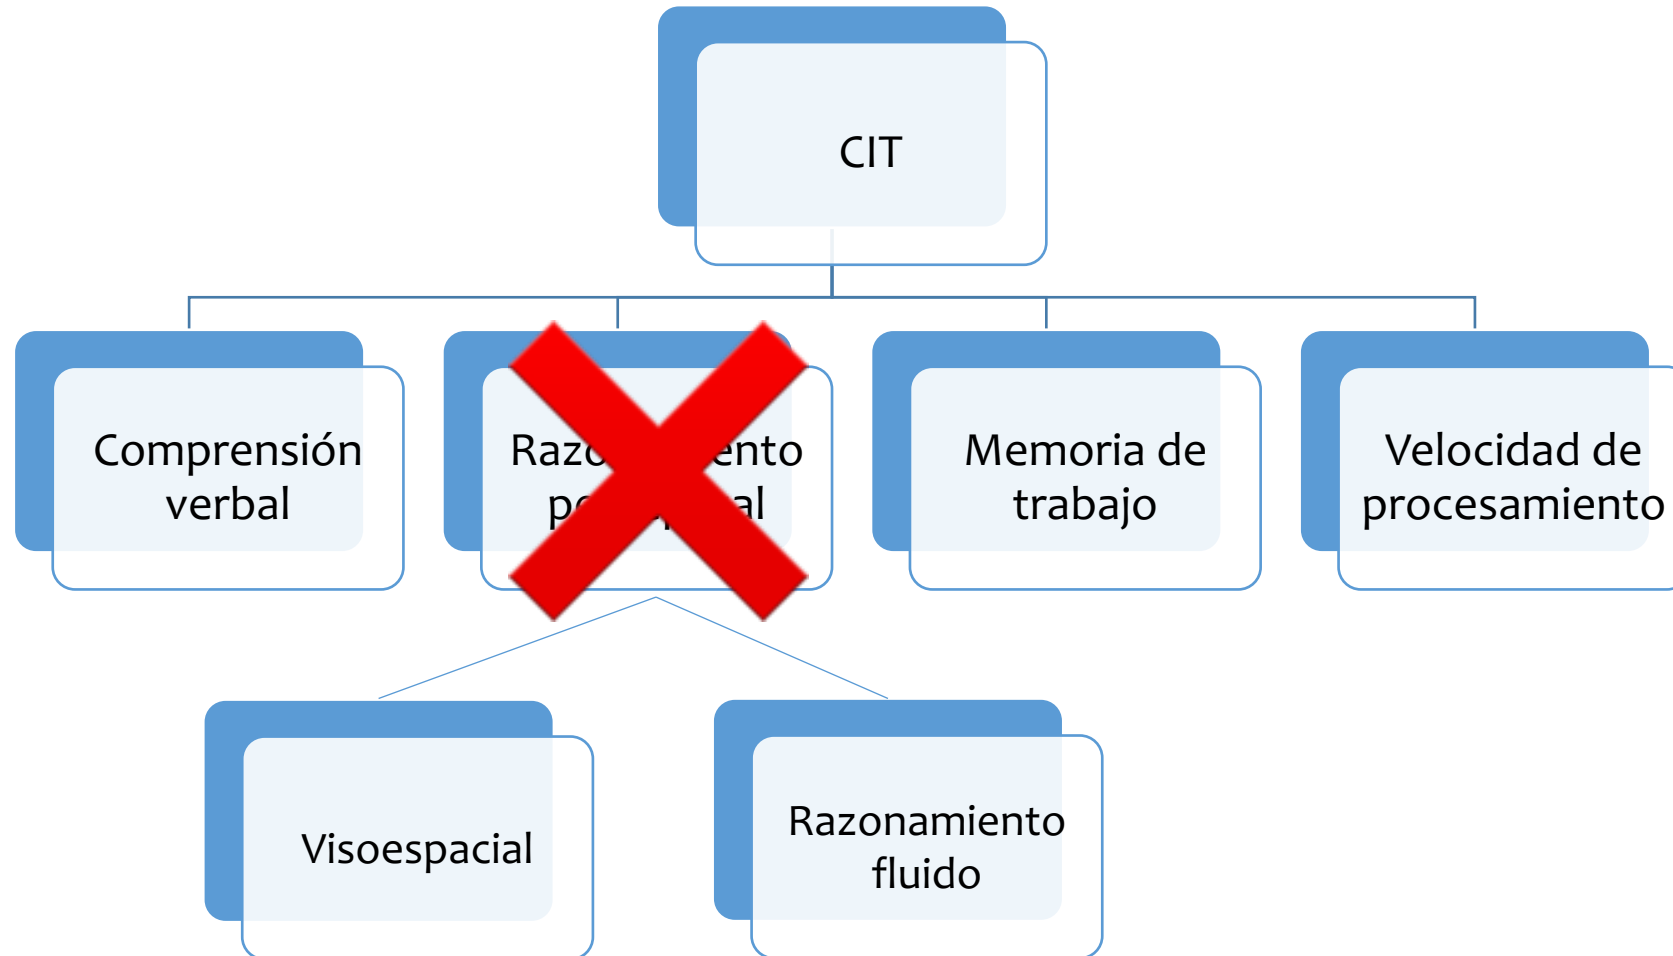 CIT
Comprensión
verbal
Memoria de
trabajo
Velocidad de
procesamiento
Visoespacial
Razonamiento
fluido